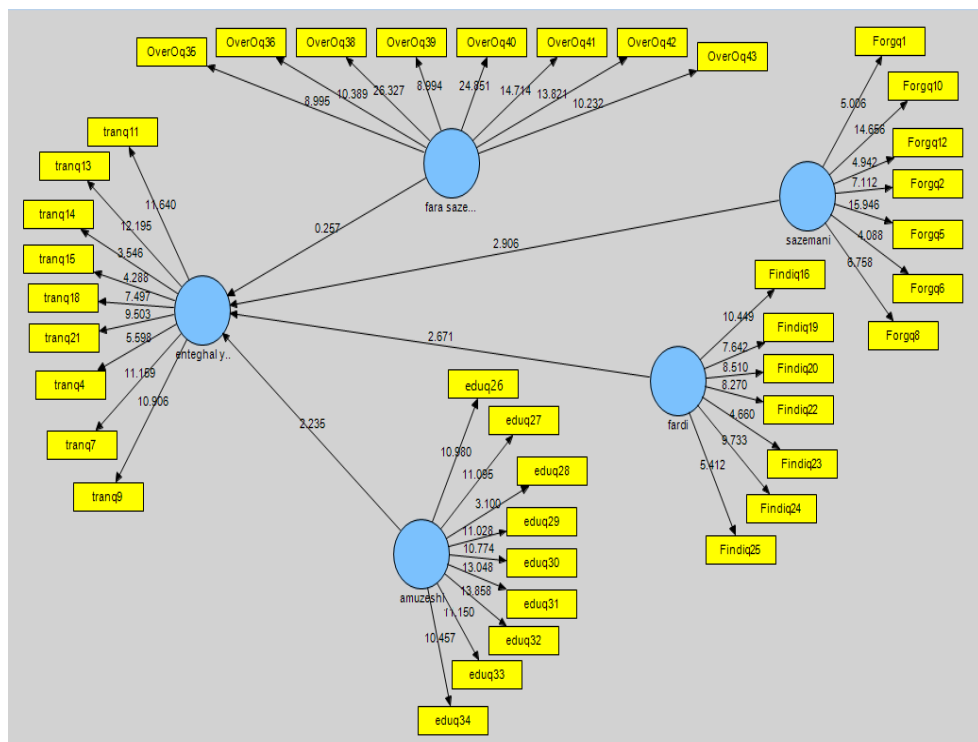 OverOq35
OverOq36
OverOq38
OverOq39
OverOq40
OverOq41
OverOq42
OverOq43
8.995
10.389
26.327
8.994
24.851
14.714
13.821
10.232
fara saze...
Forgq1
Forgq10
Forgq12
Forgq2
Forgq5
Forgq6
Forgq8
5.006
14.656
4.942
7.112
15.946
4.088
6.758
sazemani
tranq11
tranq13
tranq14
tranq15
tranq18
tranq21
tranq4
tranq7
tranq9
11.640
12.195
3.546
4.288
7.497
9.503
5.598
11.159
10.906
enteghal y..
0.257
2.906
2.671
2.235
Findiq16
Findiq19
Findiq20
Findiq22
Findiq23
Findiq24
Findiq25
10.449
7.642
8.510
8.270
4.660
9.733
5.412
fardi
eduq26
eduq27
eduq28
eduq29
eduq30
eduq31
eduq32
eduq33
eduq34
10.980
11.095
3.100
11.028
10.774
13.048
13.858
11.150
10.457
amuzeshi